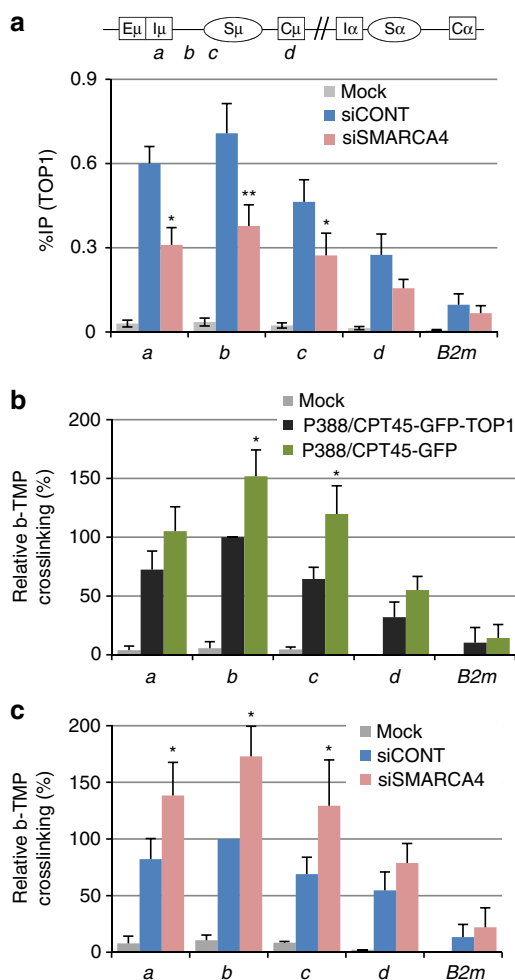 a
Eμ Iμ Sμ Cμ // Iα Sα Cα
a b c d
0.9
0.6
0.3
0
%IP (TOP1)
Mock
siCONT
siSMARCA4
* ** *
a b c d B2m
b
Mock
P388/CPT45-GFP-TOP1
P388/CPT45-GFP
200
150
100
50
0
Relative b-TMP
crosslinking (%)
* *
a b c d B2m
c
Mock
siCONT
siSMARCA4
200
150
100
50
0
Relative b-TMP
crosslinking (%)
* * *
a b c d B2m